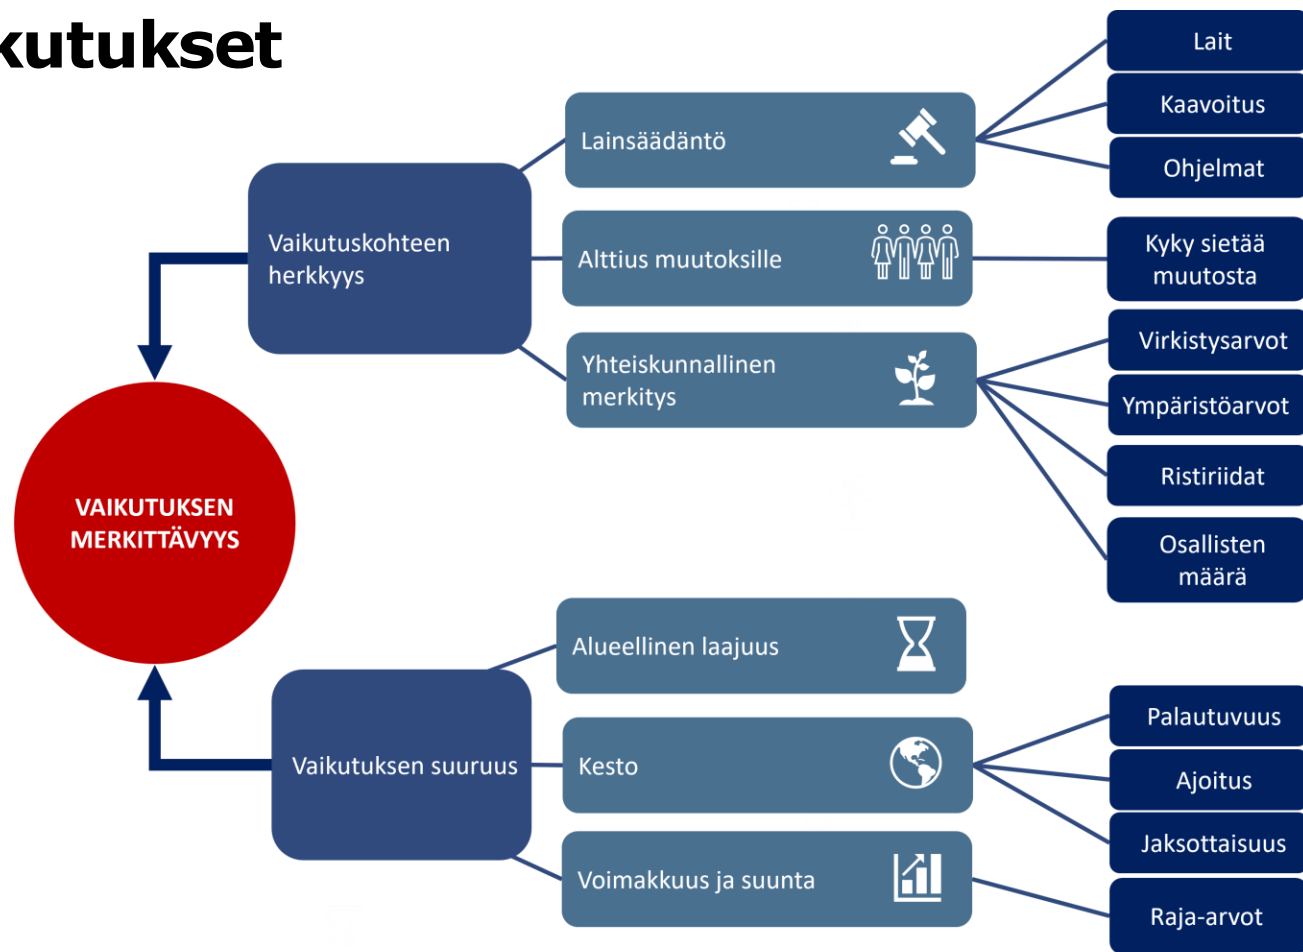 kutukset
Lait
Kaavoitus
Ohjelmat
Lainsäädäntö
Vaikutuskohteen
herkkyys
Alttius muutoksille
Kyky sietää
muutosta
Yhteiskunnallinen
merkitys
Virkistysarvot
Ympäristöarvot
Ristiriidat
Osallisten
määrä
VAIKUTUKSEN
MERKITTÄVYYS
Alueellinen laajuus
Vaikutuksen suuruus
Kesto
Palautuvuus
Ajoitus
Jaksottaisuus
Voimakkuus ja suunta
Raja-arvot